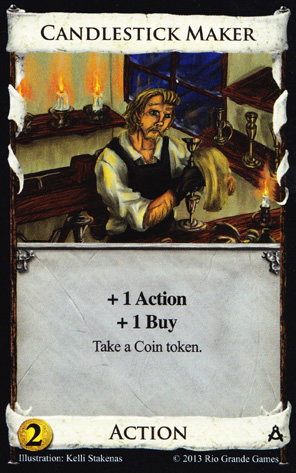 CANDLESTICK MAKER
+ 1 Action
+ 1 Buy
Take a Coin token.
2
ACTION
Illustration: Kelli Stakenas
© 2013 Rio Grande Games